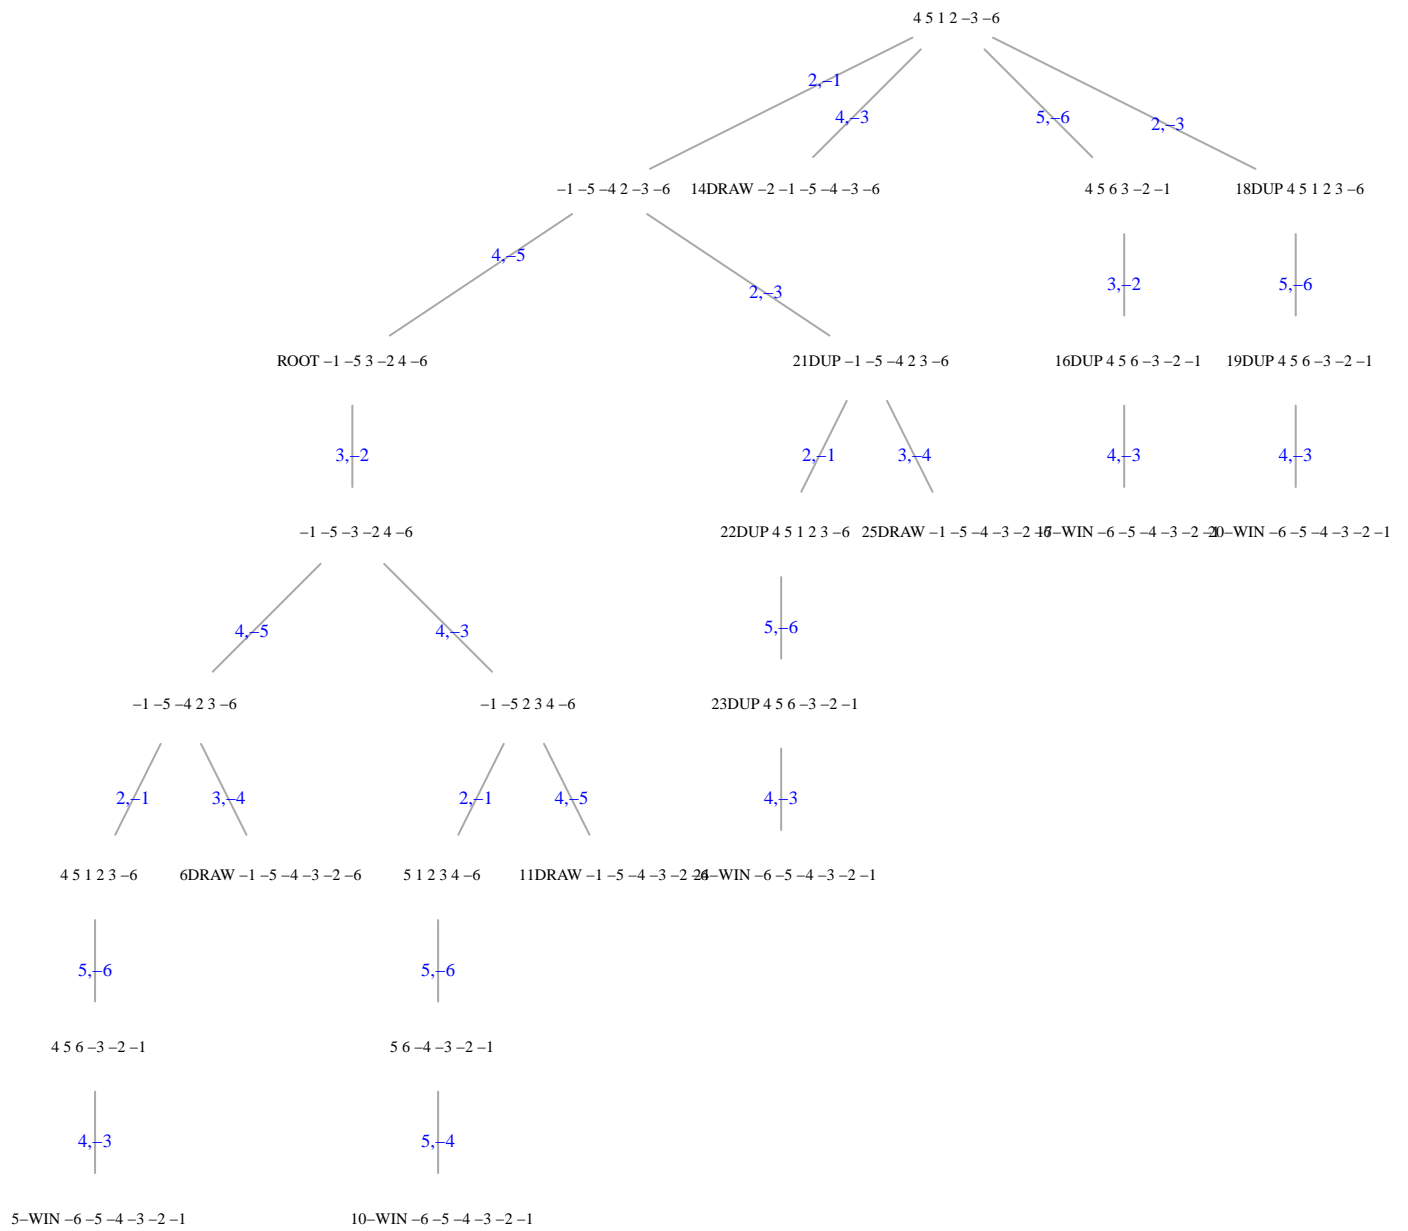 4 5 1 2 −3 −6
2,−1
4,−3
5,−6
2,−3
−1 −5 −4 2 −3 −6
14DRAW −2 −1 −5 −4 −3 −6
4 5 6 3 −2 −1
18DUP 4 5 1 2 3 −6
4,−5
2,−3
3,−2
5,−6
ROOT −1 −5 3 −2 4 −6
21DUP −1 −5 −4 2 3 −6
16DUP 4 5 6 −3 −2 −1
19DUP 4 5 6 −3 −2 −1
3,−2
2,−1
3,−4
4,−3
4,−3
−1 −5 −3 −2 4 −6
22DUP 4 5 1 2 3 −6
25DRAW −1 −5 −4 −3 −2 −6
17−WIN −6 −5 −4 −3 −2 −1
20−WIN −6 −5 −4 −3 −2 −1
4,−5
4,−3
5,−6
−1 −5 −4 2 3 −6
−1 −5 2 3 4 −6
23DUP 4 5 6 −3 −2 −1
2,−1
3,−4
2,−1
4,−5
4,−3
4 5 1 2 3 −6
6DRAW −1 −5 −4 −3 −2 −6
5 1 2 3 4 −6
11DRAW −1 −5 −4 −3 −2 −6
24−WIN −6 −5 −4 −3 −2 −1
5,−6
5,−6
4 5 6 −3 −2 −1
5 6 −4 −3 −2 −1
4,−3
5,−4
5−WIN −6 −5 −4 −3 −2 −1
10−WIN −6 −5 −4 −3 −2 −1